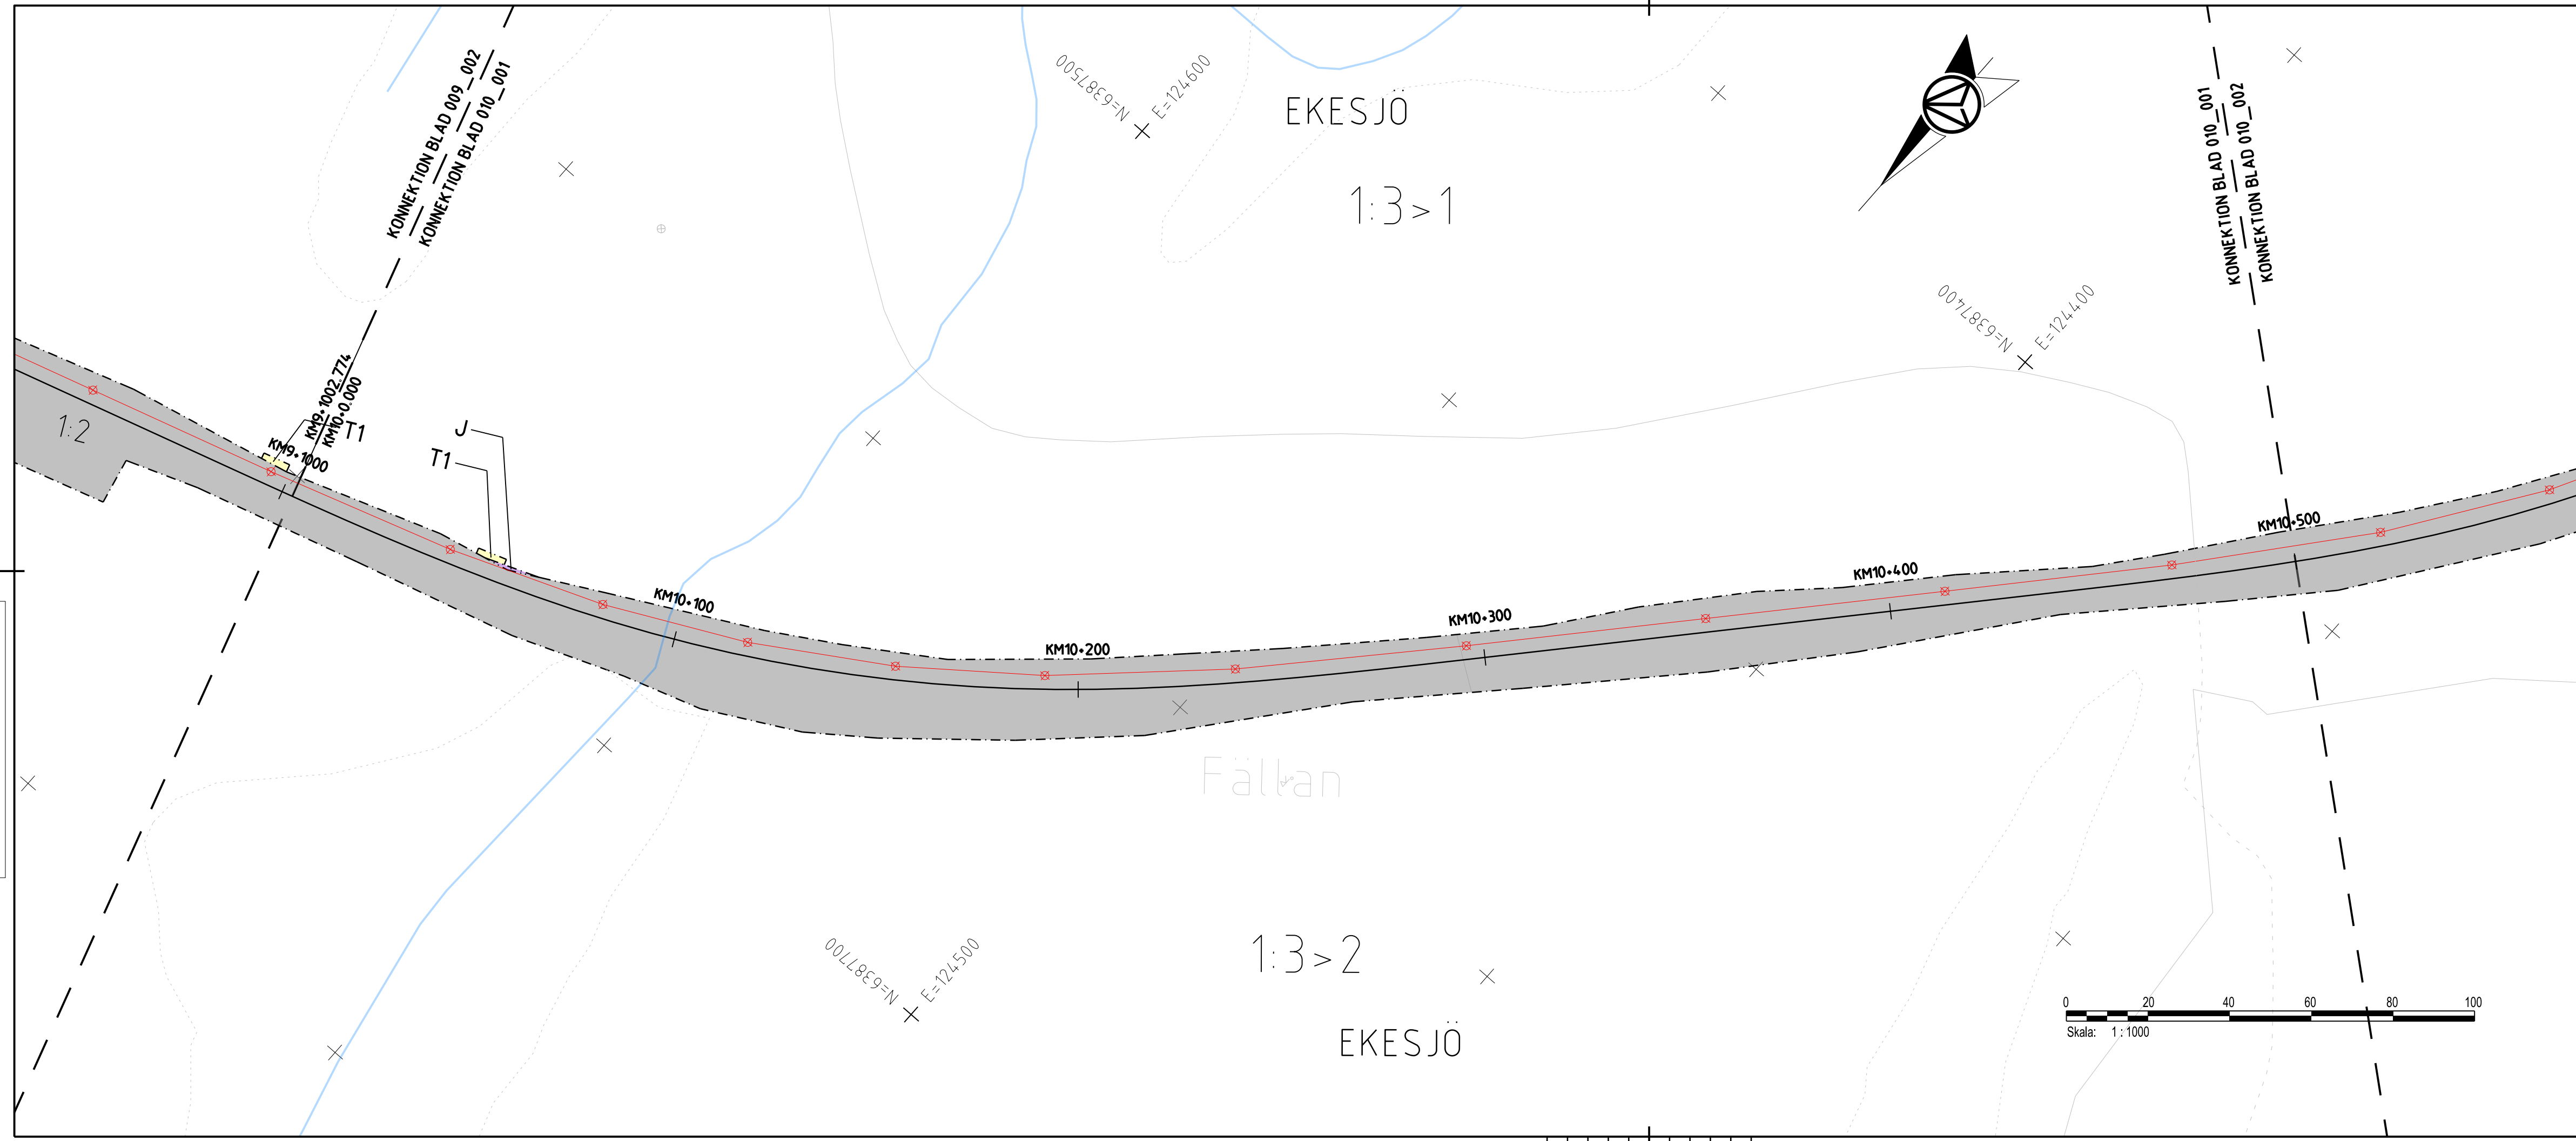 KONNEKTION BLAD 009_002
KONNEKTION BLAD 010_001
N=6387500
E=124600
EKESJÖ
1:3>1
KONNEKTION BLAD 010_001
KONNEKTION BLAD 010_002
N=6387400
E=124400
KM9+1002.774
KM10+0.000
1:2
T1
KM9+1000
J
T1
KM10+100
KM10+200
KM10+300
KM10+400
KM10+500
Fällan
N=6387700
E=124500
1:3>2
EKESJÖ
0 20 40 60 80 100
Skala: 1 : 1000